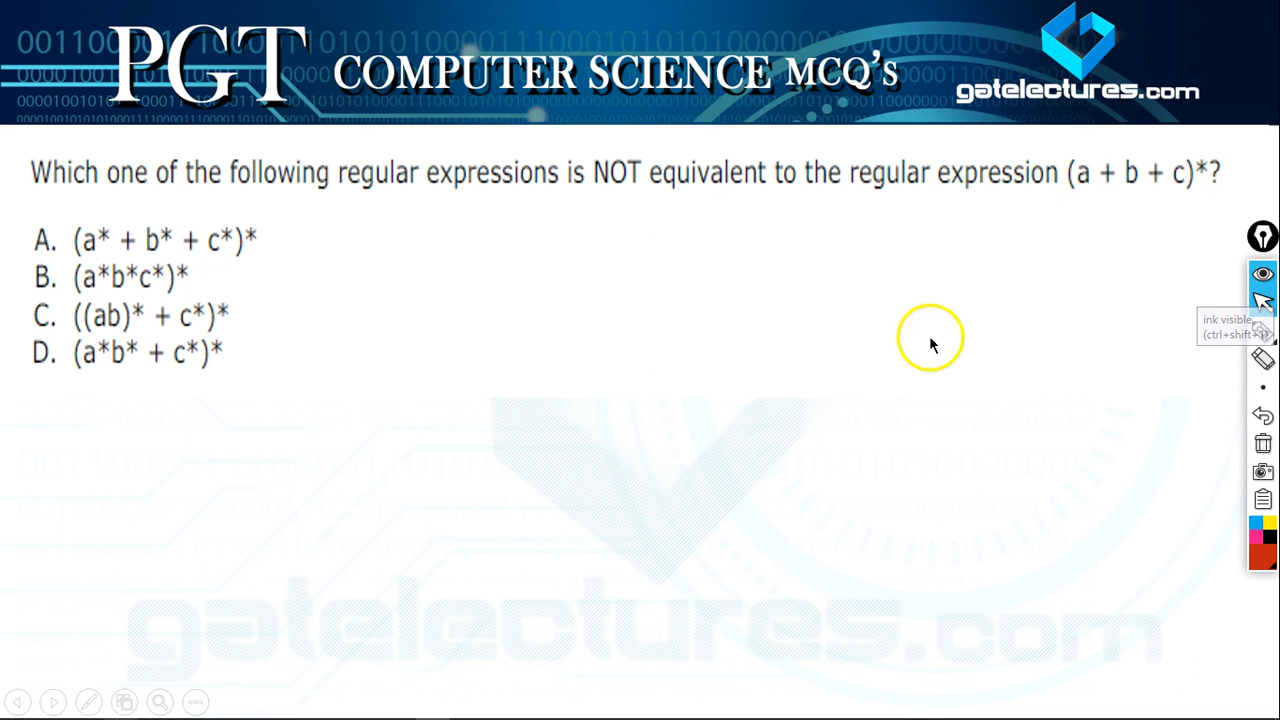 PGT COMPUTER SCIENCE MCQ's
gatelectures.com
Which one of the following regular expressions is NOT equivalent to the regular expression (a + b + c)*?
A. (a* + b* + c*)*
B. (a*b*c*)*
C. ((ab)* + c*)*
D. (a*b* + c*)*
ink visible
(ctrl+shift+
gatelectures.com